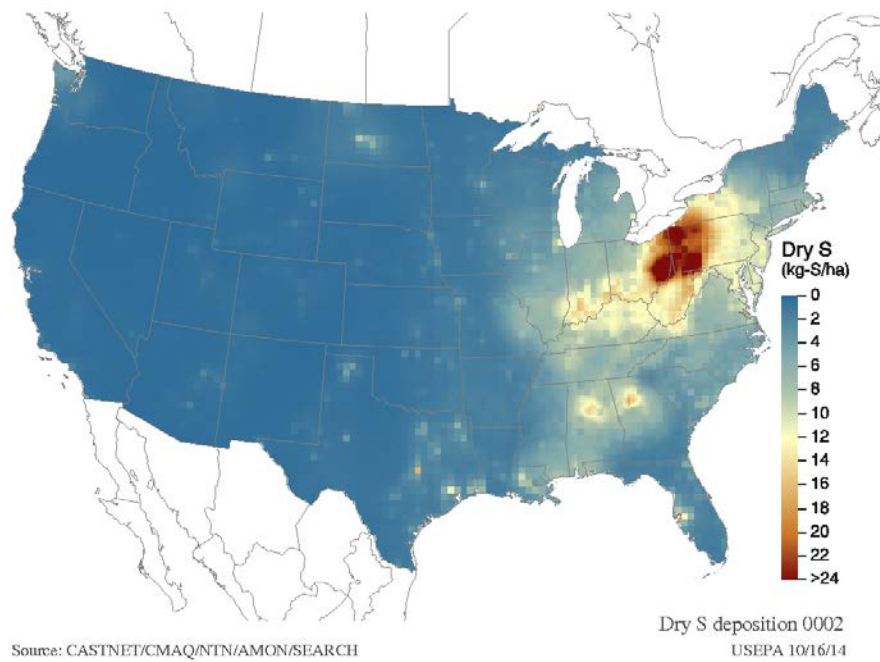 Dry S
(kg-S/ha)
0
2
4
6
8
10
12
14
16
18
20
22
>24
Dry S deposition 0002
Source: CASTNET/CMAQ/NTN/AMON/SEARCH
USEPA 10/16/14